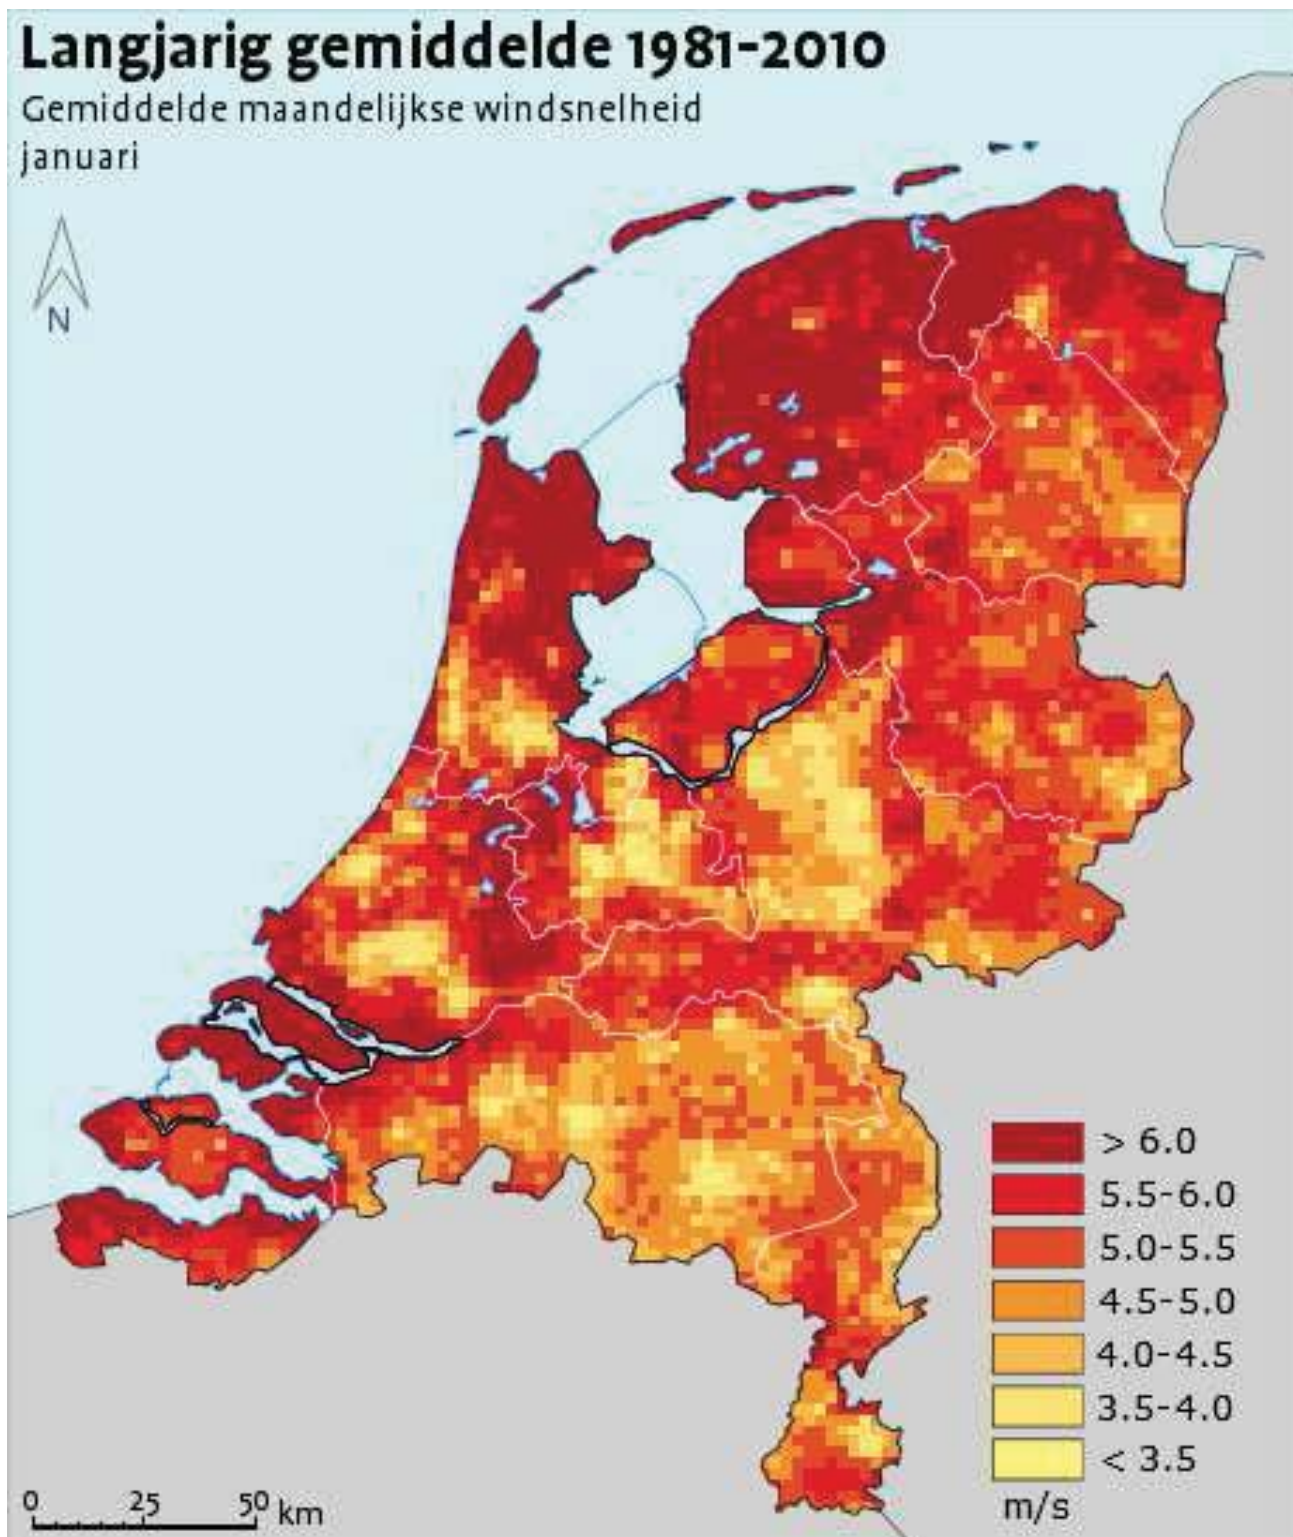 Langjarig gemiddelde 1981-2010
Gemiddelde maandelijkse windsnelheid
januari
N
> 6.0
5.5-6.0
5.0-5.5
4.5-5.0
4.0-4.5
3.5-4.0
< 3.5
m/s
0 25 50 km